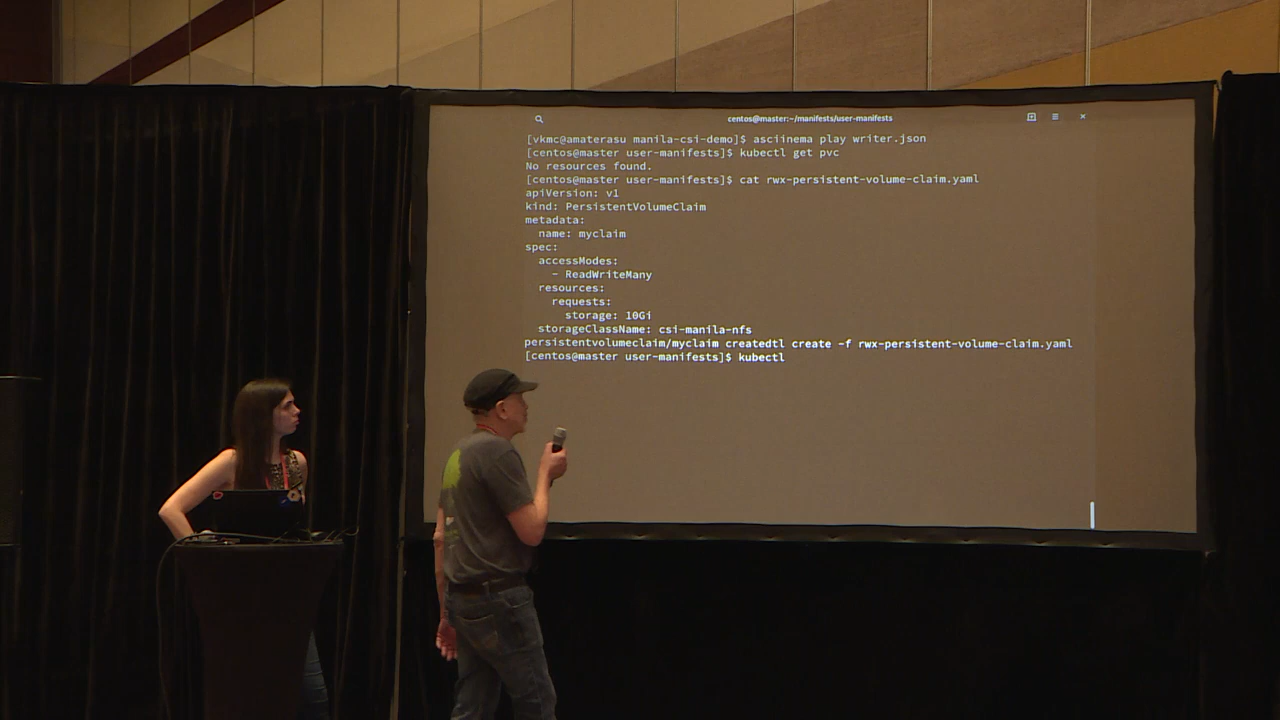 centos@master:~/manifests/user-manifests
[vkmc@amaterasu manila-csi-demo]$ asciinema play writer.json
[centos@master user-manifests]$ kubectl get pvc
No resources found.
[centos@master user-manifests]$ cat rwx-persistent-volume-claim.yaml
apiVersion: v1
kind: PersistentVolumeClaim
metadata:
  name: myclaim
spec:
  accessModes:
    - ReadWriteMany
  resources:
    requests:
      storage: 10Gi
  storageClassName: csi-manila-nfs
persistentvolumeclaim/myclaim createdtl create -f rwx-persistent-volume-claim.yaml
[centos@master user-manifests]$ kubectl